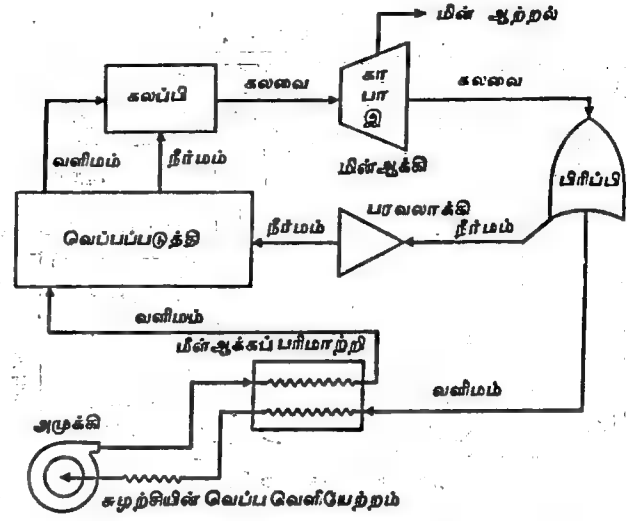 மின் ஆற்றல்
கலப்பி
கலவை
கா
பா
இ
கலவை
மின்ஆக்கி
பிரிப்பி
வளிமம்
நீர்மம்
வெப்பப்படுத்தி
நீர்மம்
பரவலாக்கி
நீர்மம்
வளிமம்
மீள்ஆக்கப் பரிமாற்றி
வளிமம்
அமுக்கி
சுழற்சியின் வெப்ப வெளியேற்றம்